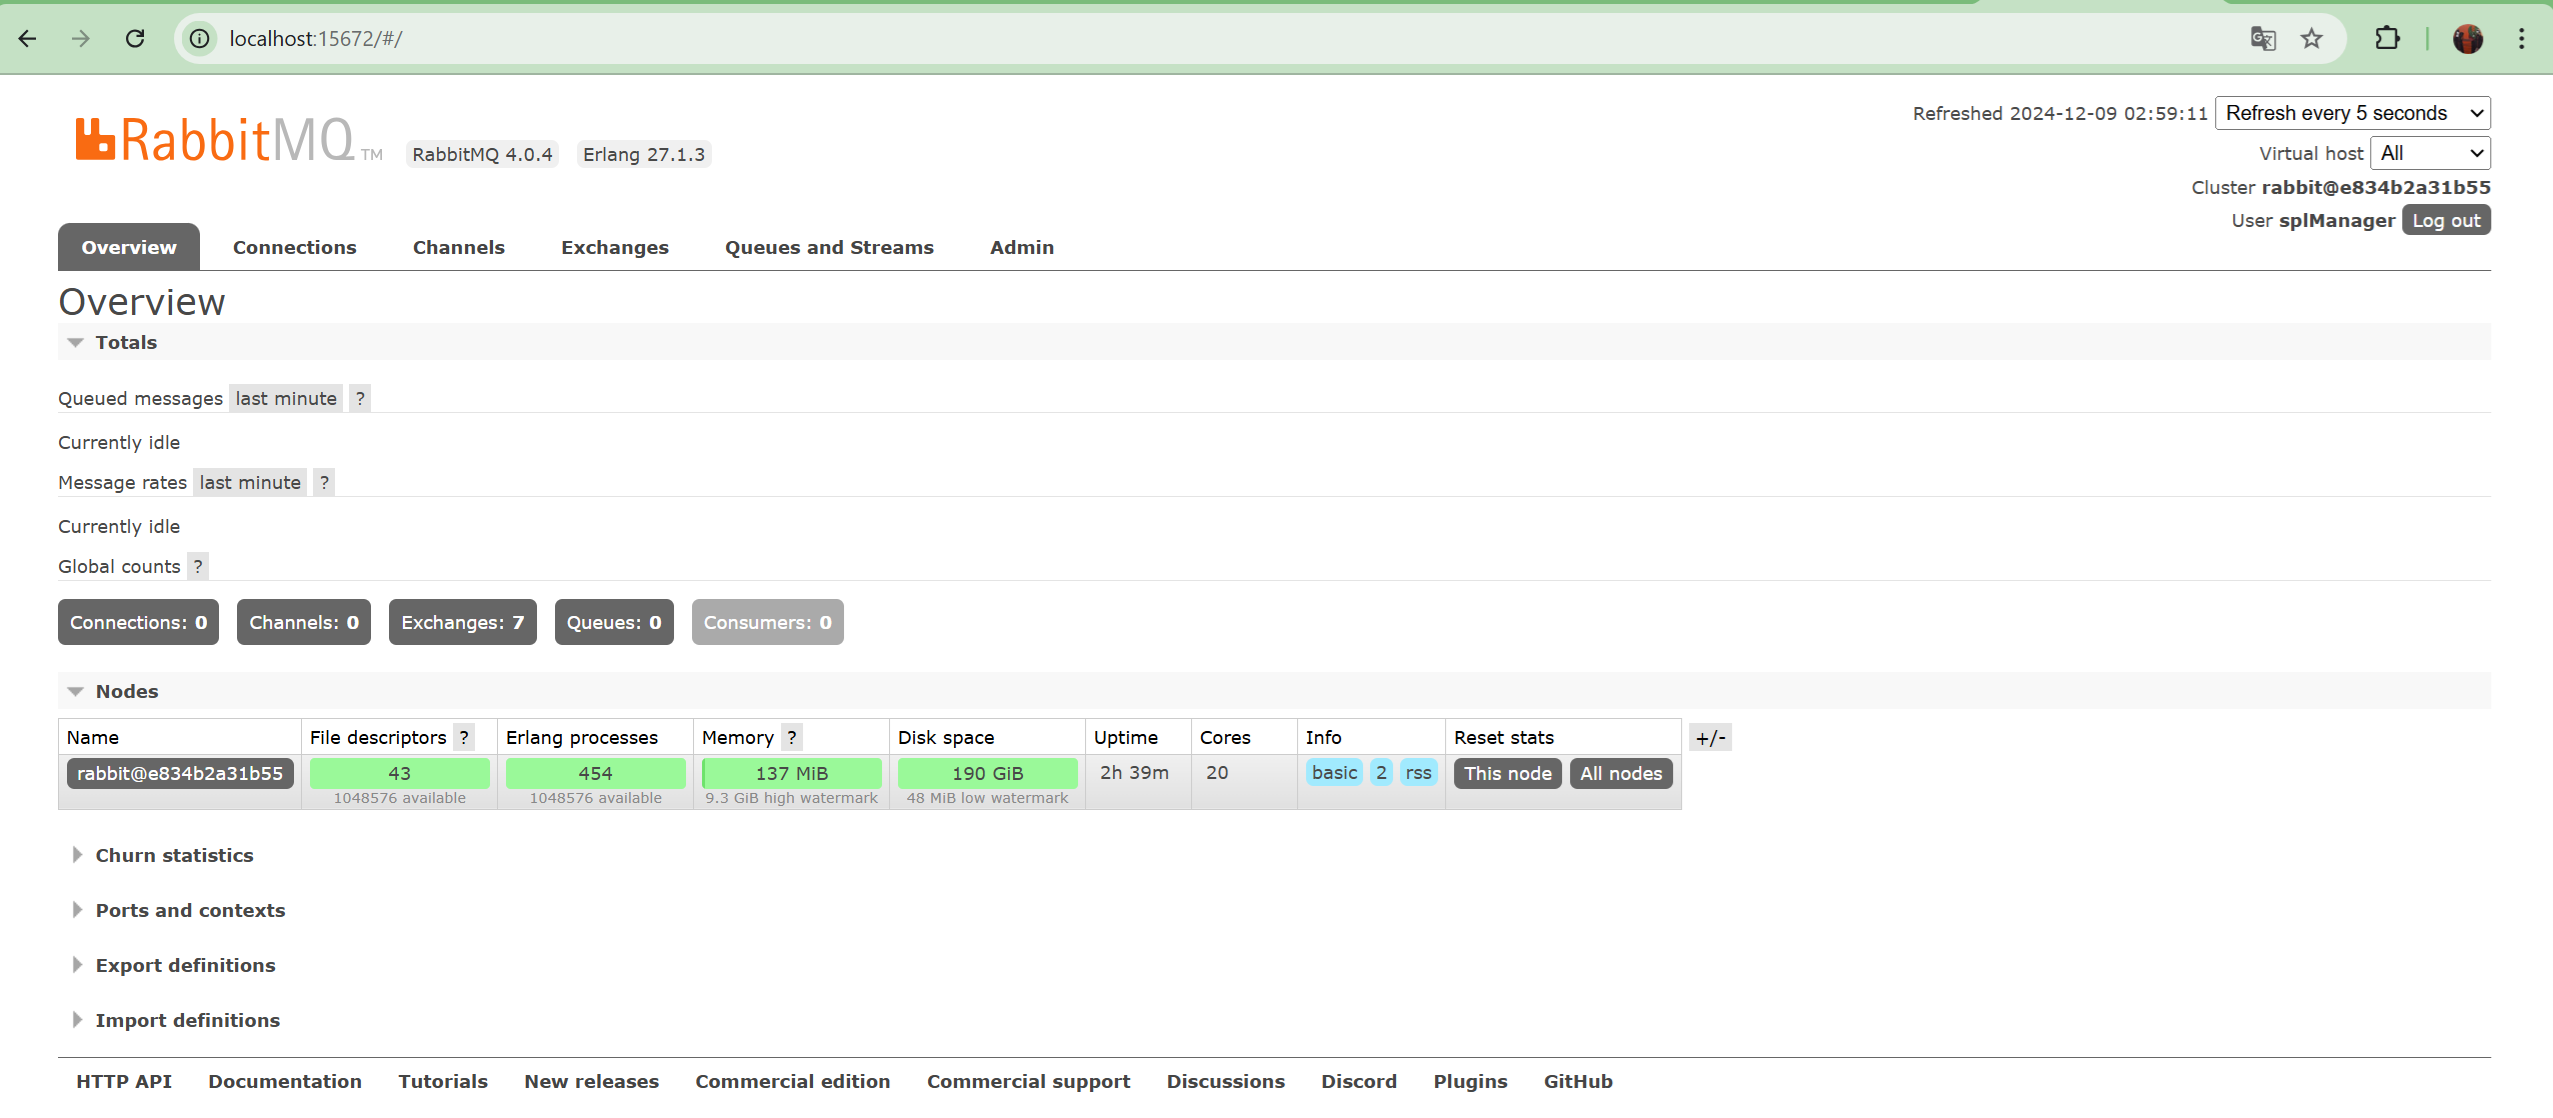 localhost:15672/#/
RabbitMQ TM RabbitMQ 4.0.4 Erlang 27.1.3
Refreshed 2024-12-09 02:59:11 Refresh every 5 seconds
Virtual host All
Cluster rabbit@e834b2a31b55
User splManager Log out
Overview Connections Channels Exchanges Queues and Streams Admin
Overview
Totals
Queued messages last minute ?
Currently idle
Message rates last minute ?
Currently idle
Global counts ?
Connections: 0 Channels: 0 Exchanges: 7 Queues: 0 Consumers: 0
Nodes
Name File descriptors ? Erlang processes Memory ? Disk space Uptime Cores Info Reset stats +/-
rabbit@e834b2a31b55 43 454 137 MiB 190 GiB 2h 39m 20 basic 2 rss This node All nodes
1048576 available 1048576 available 9.3 GiB high watermark 48 MiB low watermark
Churn statistics
Ports and contexts
Export definitions
Import definitions
HTTP API Documentation Tutorials New releases Commercial edition Commercial support Discussions Discord Plugins GitHub